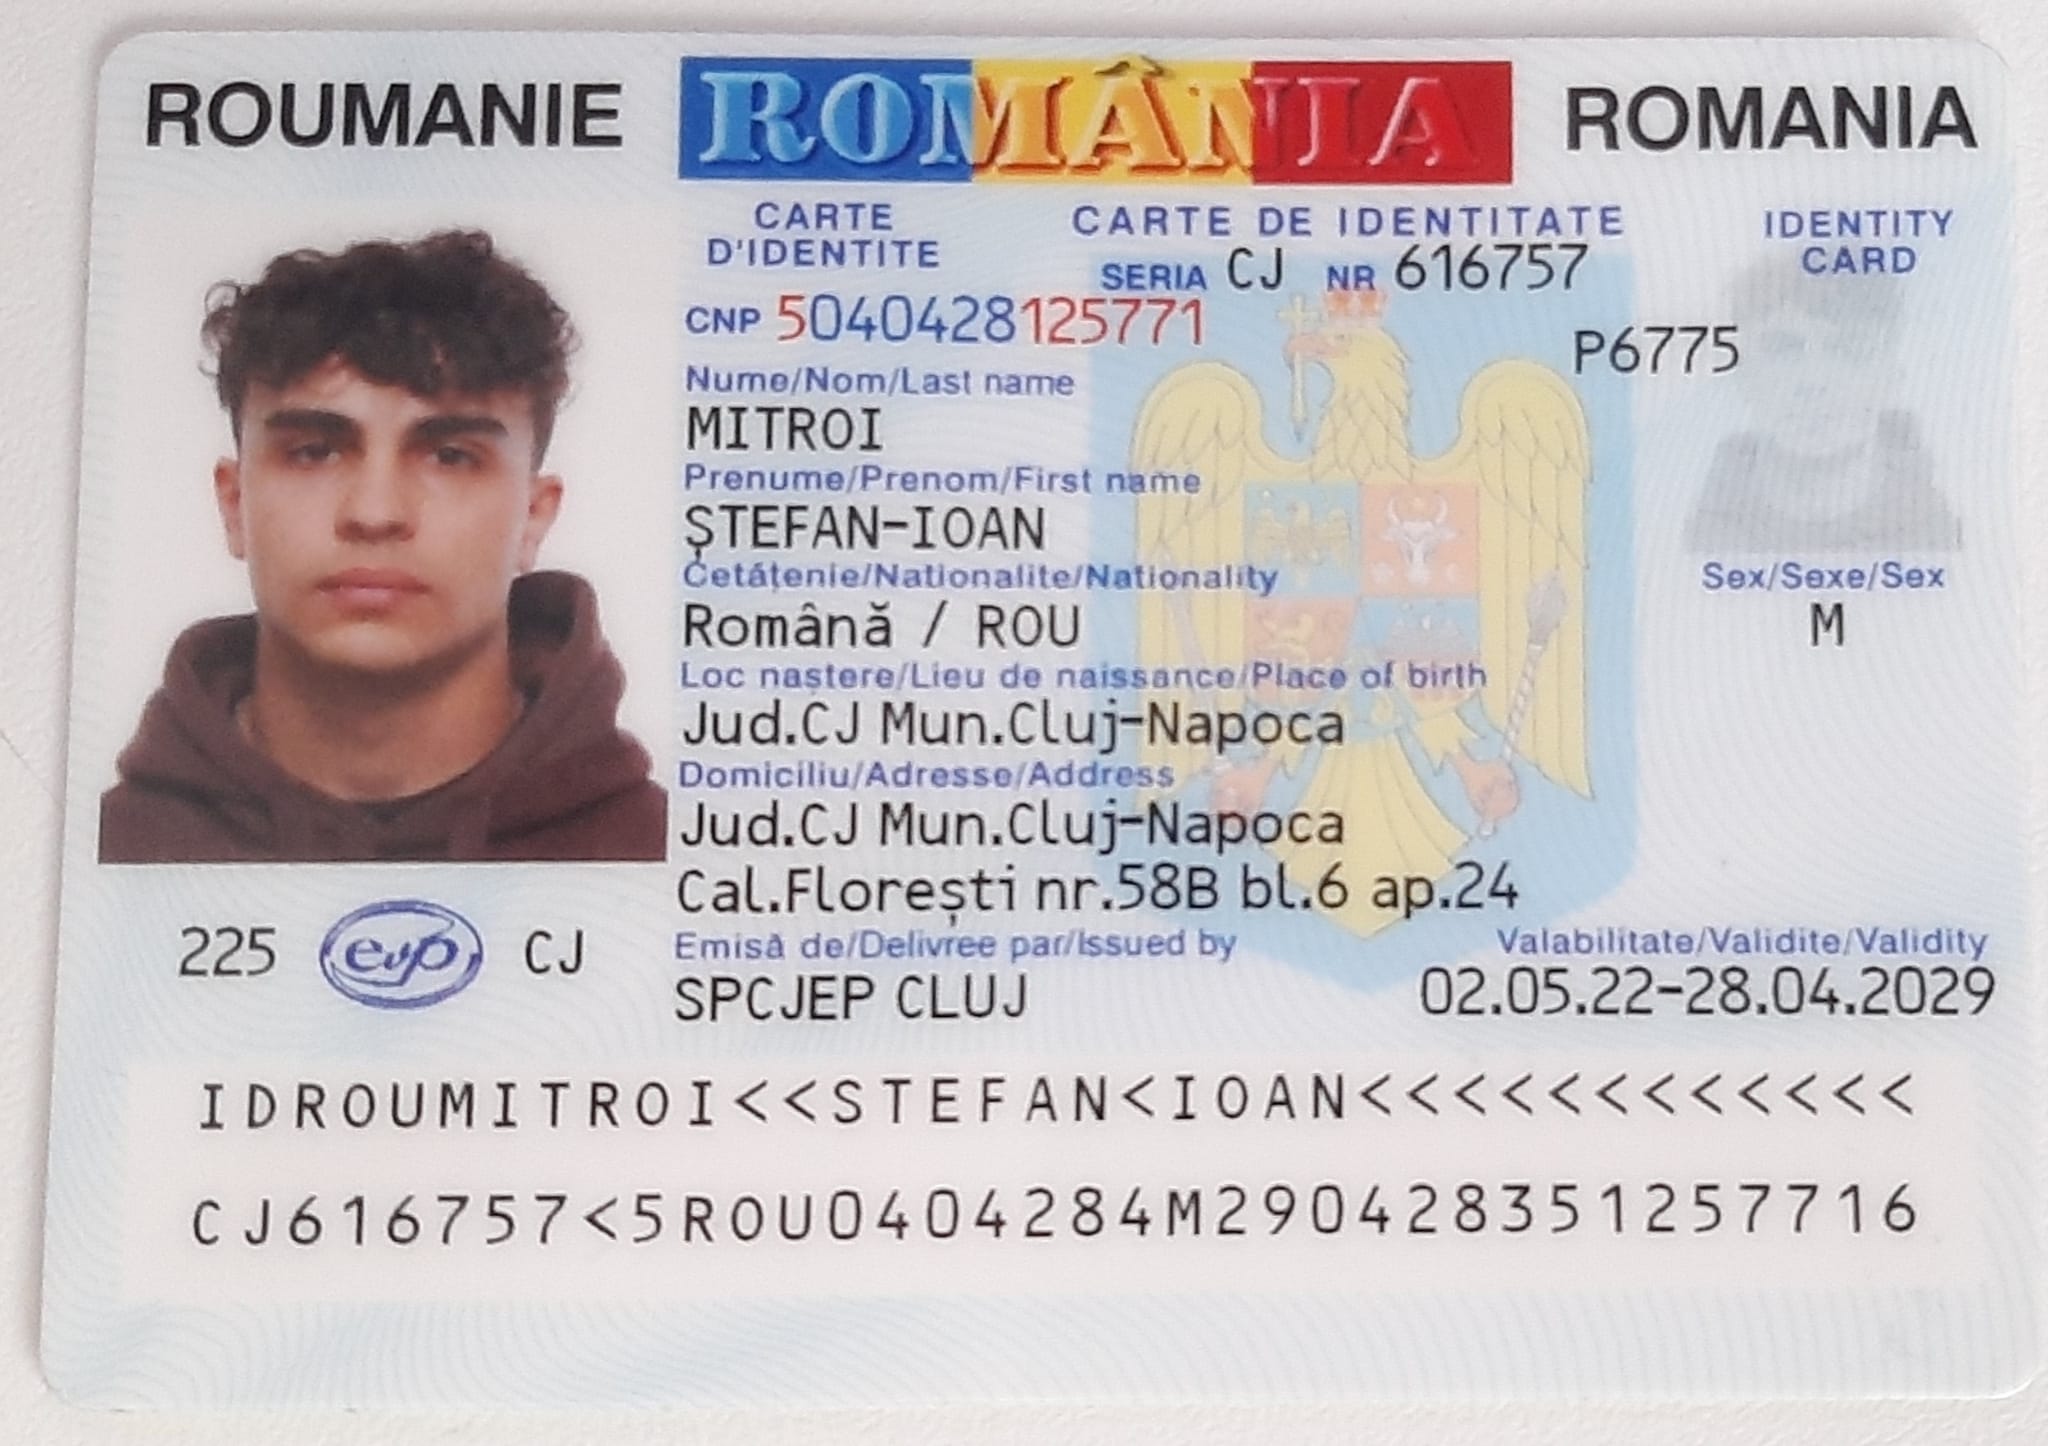 ROUMANIE ROMÂNIA ROMANIA
CARTE D'IDENTITE
CARTE DE IDENTITATE
IDENTITY CARD
SERIA CJ NR 616757
CNP 5040428125771
P6775
Nume/Nom/Last name
MITROI
Prenume/Prenom/First name
ȘTEFAN-IOAN
Cetăţenie/Nationalite/Nationality
Română / ROU
Sex/Sexe/Sex
M
Loc naştere/Lieu de naissance/Place of birth
Jud.CJ Mun.Cluj-Napoca
Domiciliu/Adresse/Address
Jud.CJ Mun.Cluj-Napoca
Cal.Florești nr.58B bl.6 ap.24
225 evp CJ
Emisă de/Delivree par/Issued by
SPCJEP CLUJ
Valabilitate/Validite/Validity
02.05.22-28.04.2029
IDROUMITROI<<STEFAN<IOAN<<<<<<<<<<<<
CJ616757<5ROU0404284M290428351257716